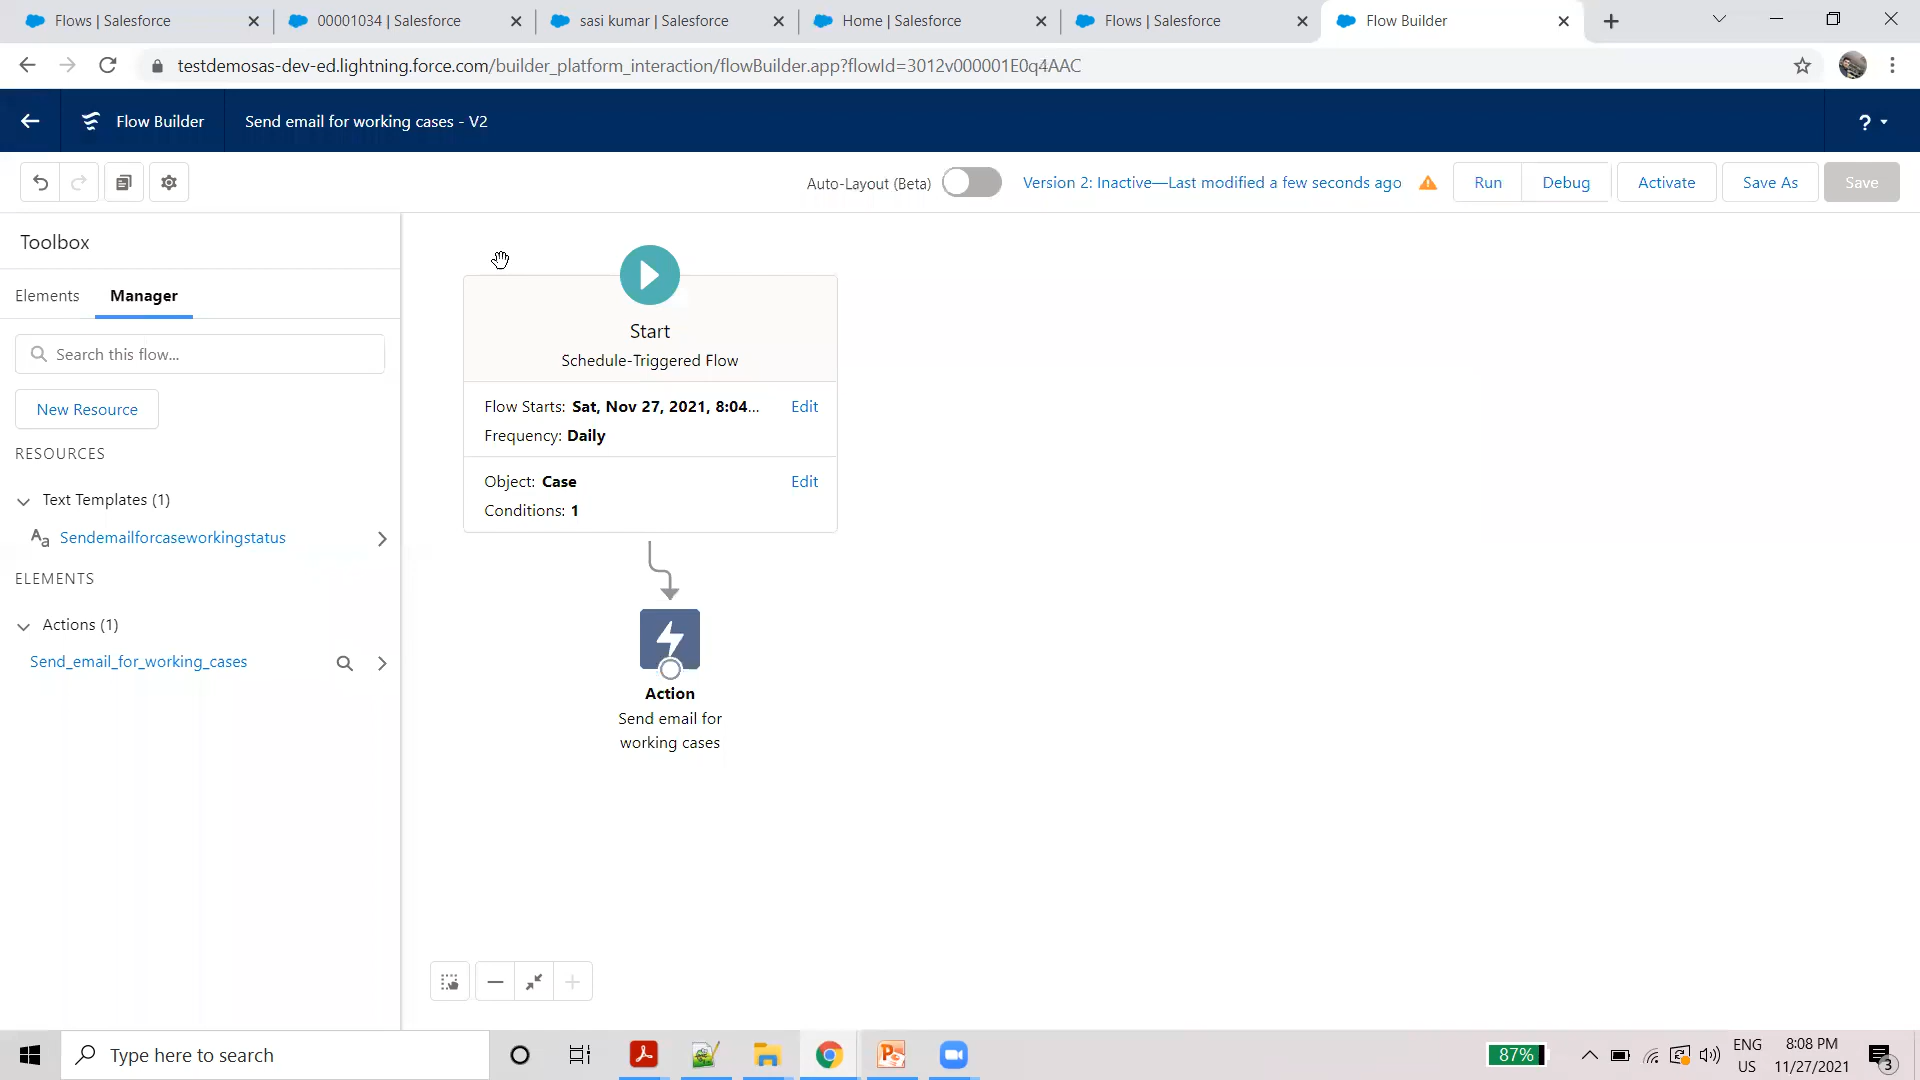 Flows | Salesforce
00001034 | Salesforce
sasi kumar | Salesforce
Home | Salesforce
Flows | Salesforce
Flow Builder
testdemosas-dev-ed.lightning.force.com/builder_platform_interaction/flowBuilder.app?flowId=3012v000001E0q4AAC
Flow Builder
Send email for working cases - V2
?
Auto-Layout (Beta)
Version 2: Inactive—Last modified a few seconds ago
Run
Debug
Activate
Save As
Save
Toolbox
Elements
Manager
Search this flow...
New Resource
RESOURCES
Text Templates (1)
Aa Sendemailforcaseworkingstatus
ELEMENTS
Actions (1)
Send_email_for_working_cases
Start
Schedule-Triggered Flow
Flow Starts: Sat, Nov 27, 2021, 8:04... Edit
Frequency: Daily
Object: Case Edit
Conditions: 1
Action
Send email for
working cases
Type here to search
87%
ENG
US
8:08 PM
11/27/2021
3